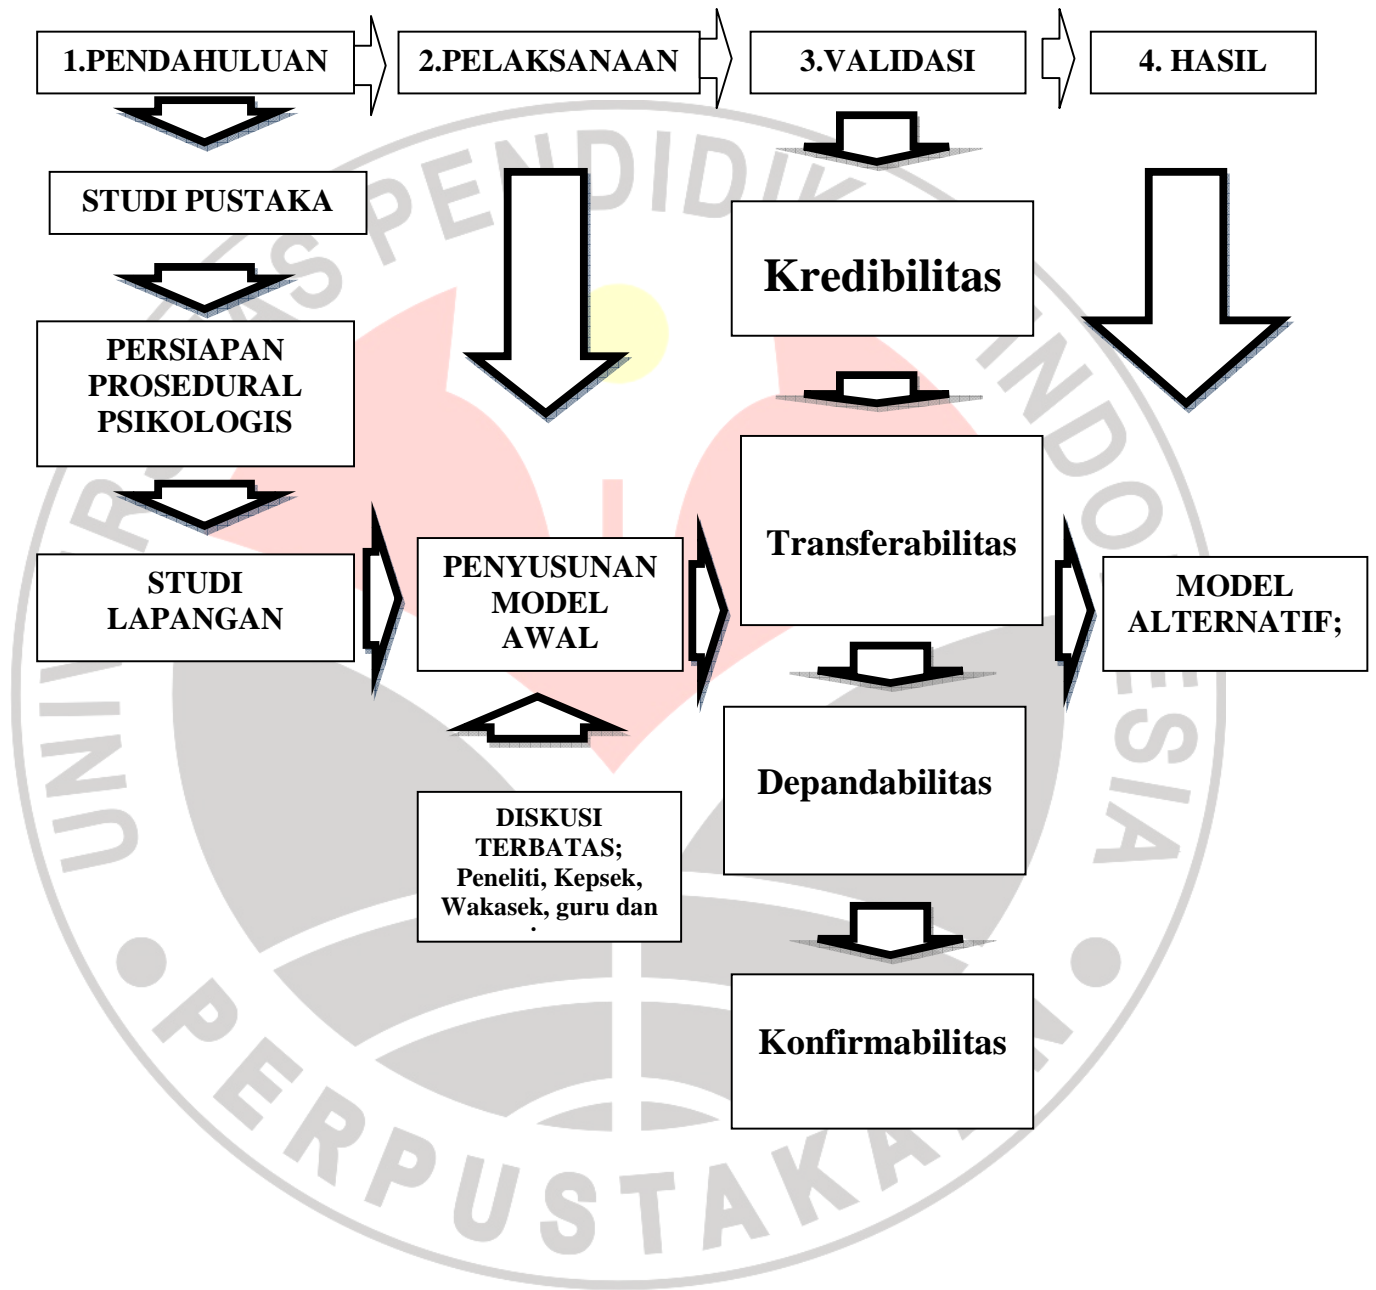 1.PENDAHULUAN
2.PELAKSANAAN
3.VALIDASI
4. HASIL
STUDI PUSTAKA
PERSIAPAN
PROSEDURAL
PSIKOLOGIS
STUDI
LAPANGAN
PENYUSUNAN
MODEL
AWAL
DISKUSI
TERBATAS;
Peneliti, Kepsek,
Wakasek, guru dan
Kredibilitas
Transferabilitas
Depandabilitas
Konfirmabilitas
MODEL
ALTERNATIF;
UNIVERSITAS PENDIDIKAN INDONESIA
PERPUSTAKAAN